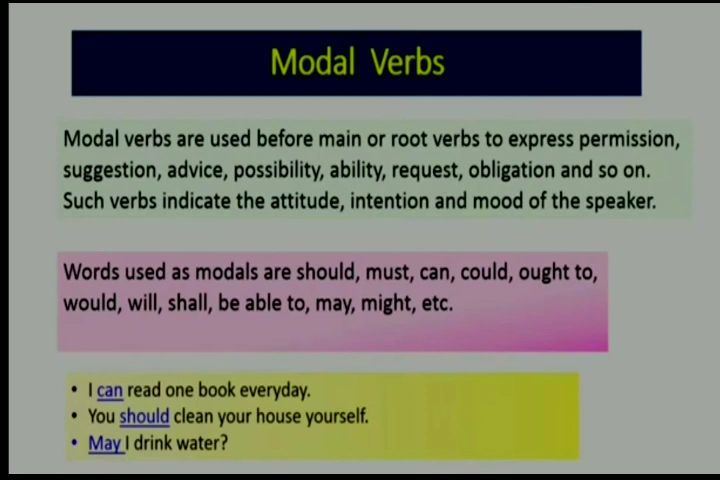 Modal Verbs
Modal verbs are used before main or root verbs to express permission,
suggestion, advice, possibility, ability, request, obligation and so on.
Such verbs indicate the attitude, intention and mood of the speaker.
Words used as modals are should, must, can, could, ought to,
would, will, shall, be able to, may, might, etc.
• I can read one book everyday.
• You should clean your house yourself.
• May I drink water?